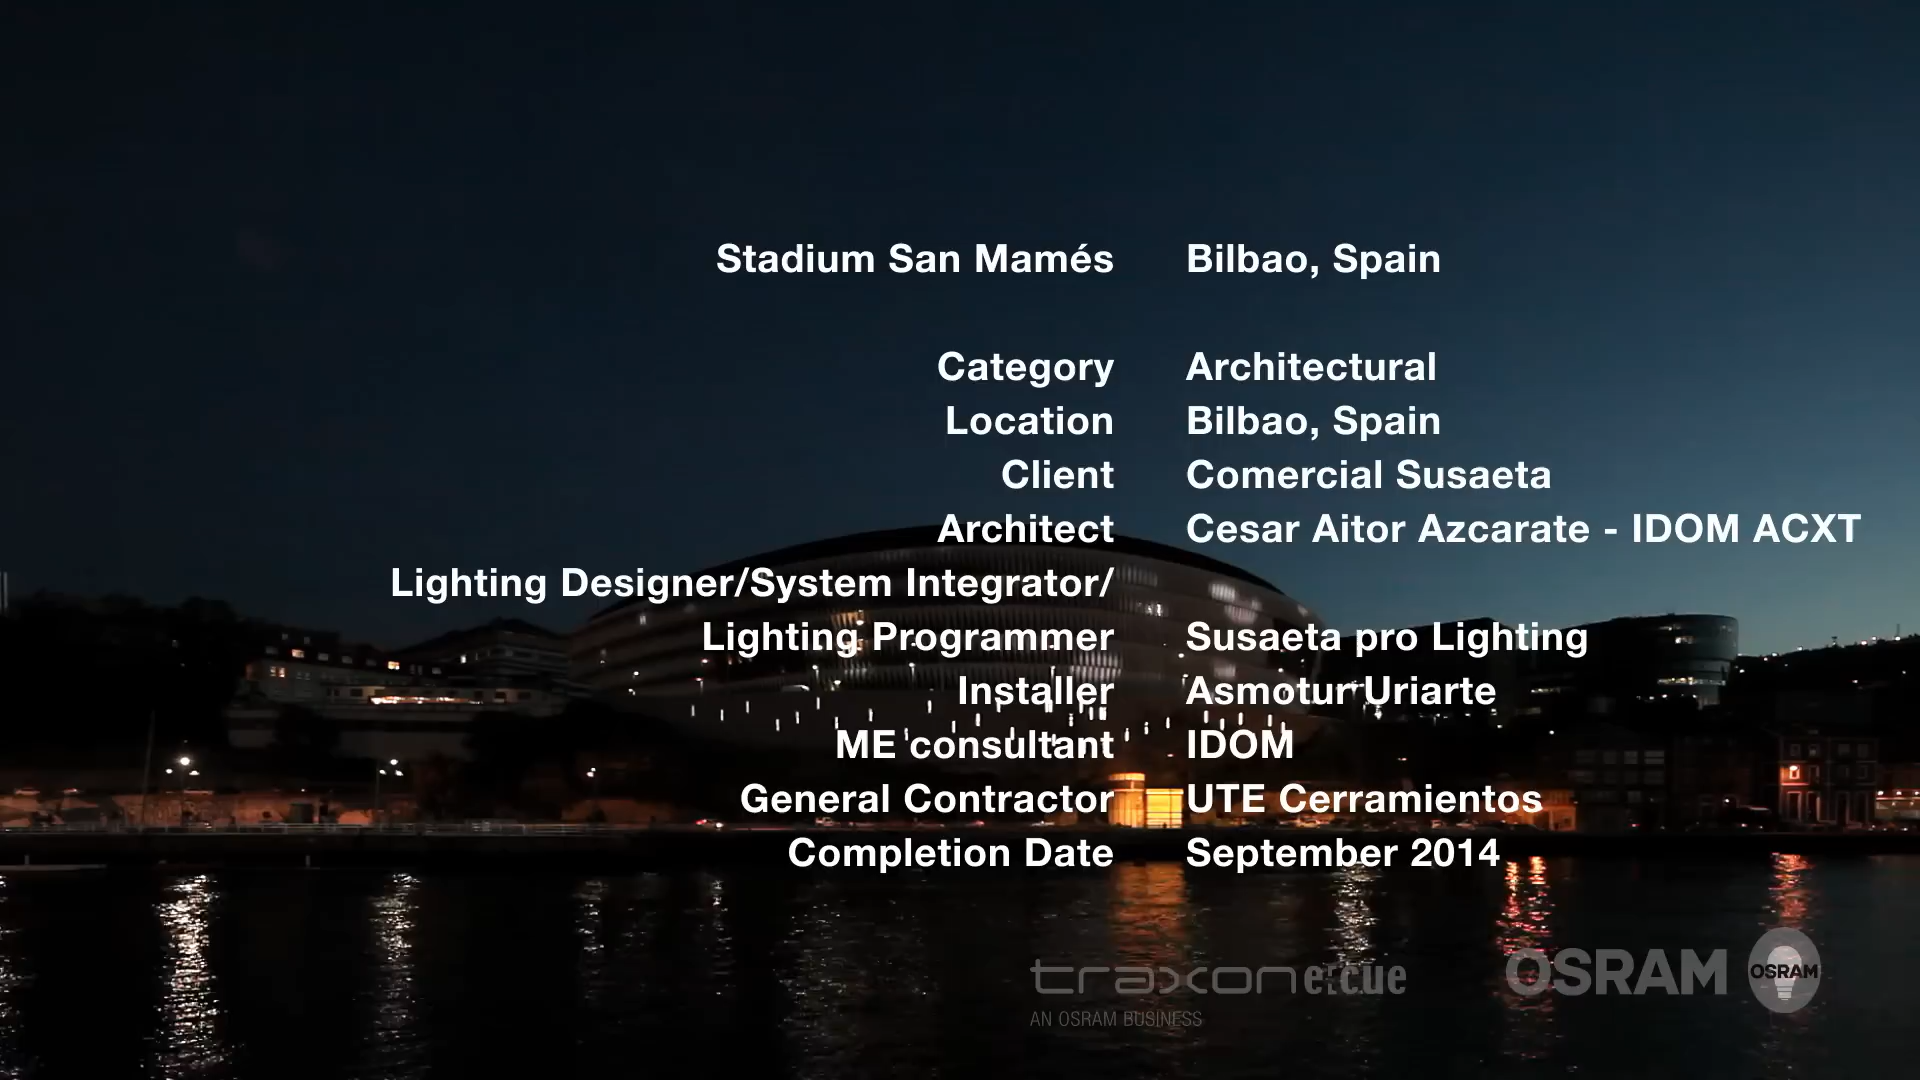 Stadium San Mamés Bilbao, Spain
Category Architectural
Location Bilbao, Spain
Client Comercial Susaeta
Architect Cesar Aitor Azcarate - IDOM ACXT
Lighting Designer/System Integrator/
Lighting Programmer Susaeta pro Lighting
Installer Asmotur Uriarte
ME consultant IDOM
General Contractor UTE Cerramientos
Completion Date September 2014
traxon e:cue OSRAM OSRAM
AN OSRAM BUSINESS